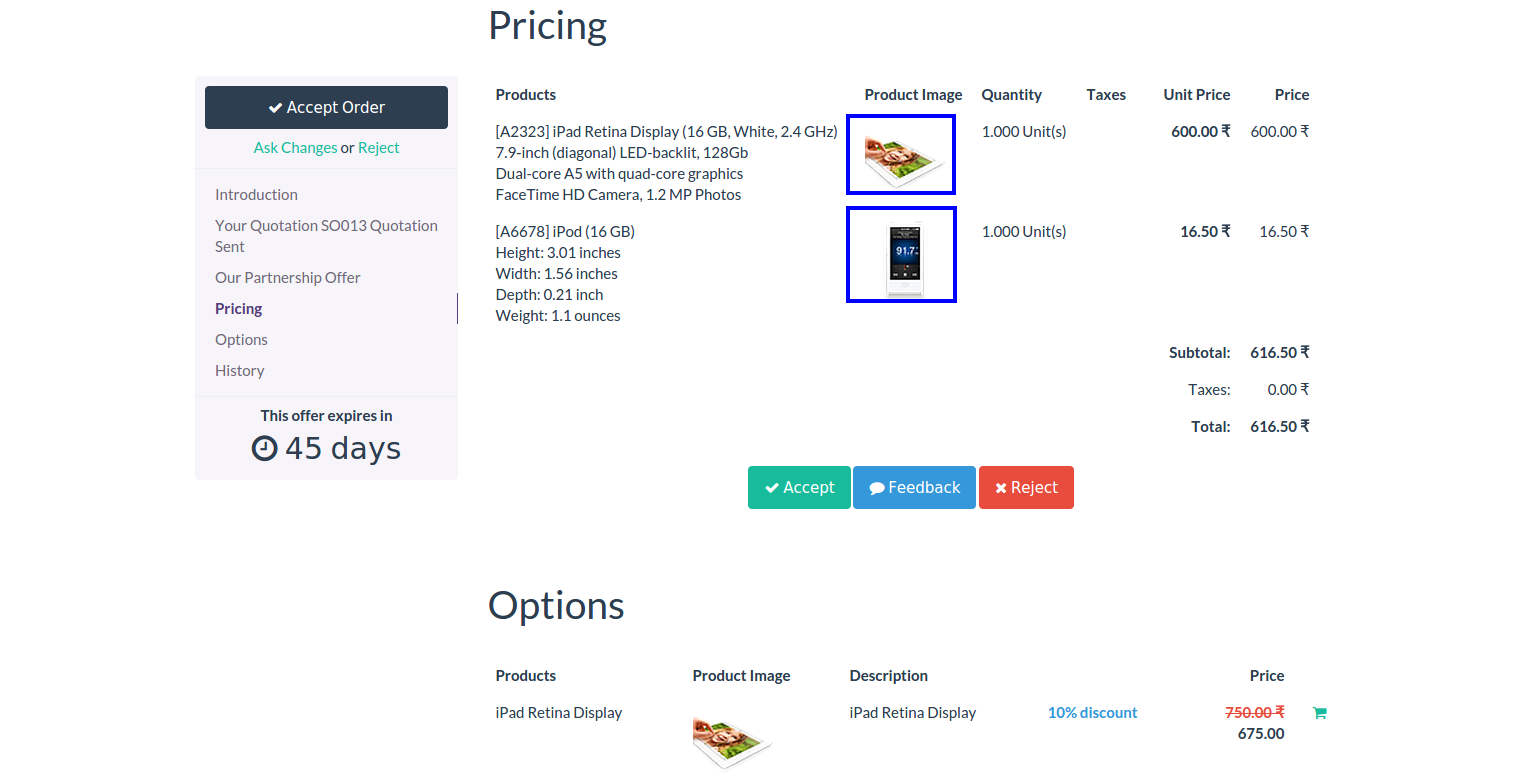 Pricing
✔ Accept Order
Ask Changes or Reject
Introduction
Your Quotation SO013 Quotation
Sent
Our Partnership Offer
Pricing
Options
History
This offer expires in
45 days
Products Product Image Quantity Taxes Unit Price Price
[A2323] iPad Retina Display (16 GB, White, 2.4 GHz) 1.000 Unit(s) 600.00 ₹ 600.00 ₹
7.9-inch (diagonal) LED-backlit, 128Gb
Dual-core A5 with quad-core graphics
FaceTime HD Camera, 1.2 MP Photos
[A6678] iPod (16 GB) 1.000 Unit(s) 16.50 ₹ 16.50 ₹
Height: 3.01 inches
91.7
Width: 1.56 inches
Depth: 0.21 inch
Weight: 1.1 ounces
Subtotal: 616.50 ₹
Taxes: 0.00 ₹
Total: 616.50 ₹
✔ Accept Feedback ✖ Reject
Options
Products Product Image Description Price
iPad Retina Display iPad Retina Display 10% discount 750.00 ₹
675.00